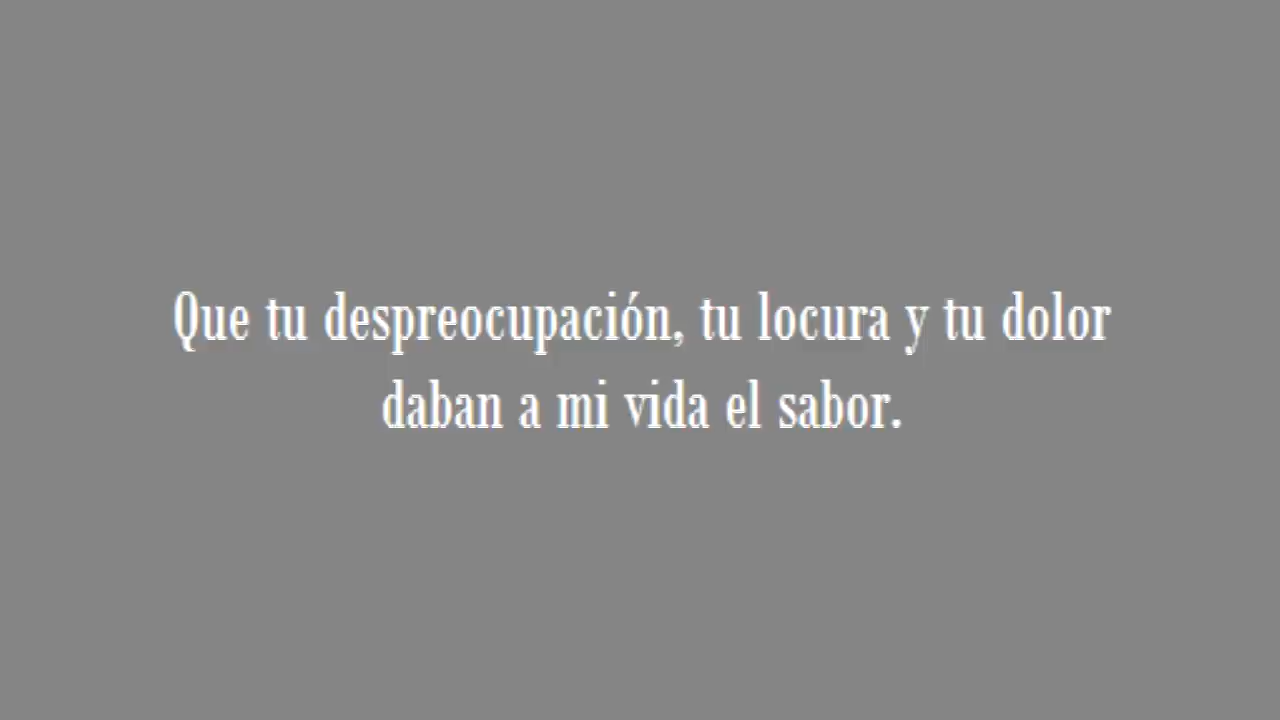 Que tu despreocupación, tu locura y tu dolor
daban a mi vida el sabor.